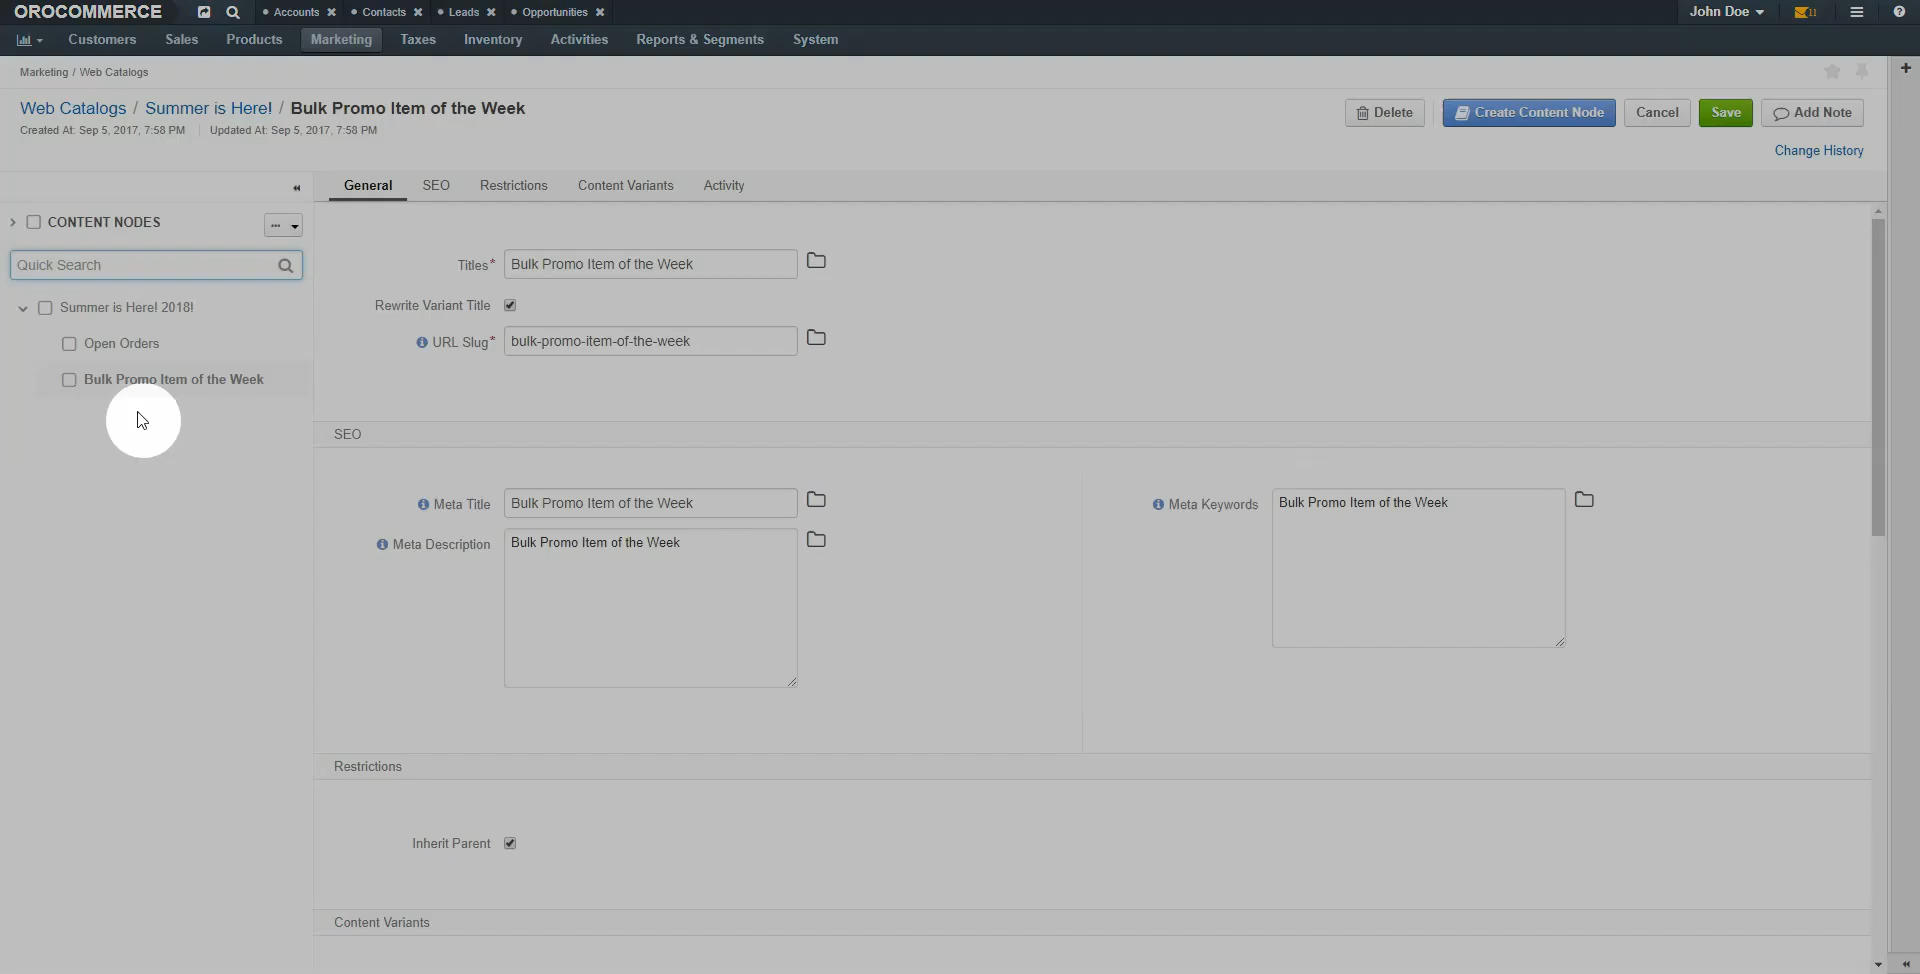 OROCOMMERCE
Accounts
Contacts
Leads
Opportunities
John Doe
11
Customers
Sales
Products
Marketing
Taxes
Inventory
Activities
Reports & Segments
System
Marketing / Web Catalogs
Web Catalogs / Summer is Here! / Bulk Promo Item of the Week
Created At: Sep 5, 2017, 7:58 PM
Updated At: Sep 5, 2017, 7:58 PM
Delete
Create Content Node
Cancel
Save
Add Note
Change History
General
SEO
Restrictions
Content Variants
Activity
CONTENT NODES
...
Quick Search
Summer is Here! 2018!
Open Orders
Bulk Promo Item of the Week
Titles*
Bulk Promo Item of the Week
Rewrite Variant Title
URL Slug*
bulk-promo-item-of-the-week
SEO
Meta Title
Bulk Promo Item of the Week
Meta Keywords
Bulk Promo Item of the Week
Meta Description
Bulk Promo Item of the Week
Restrictions
Inherit Parent
Content Variants